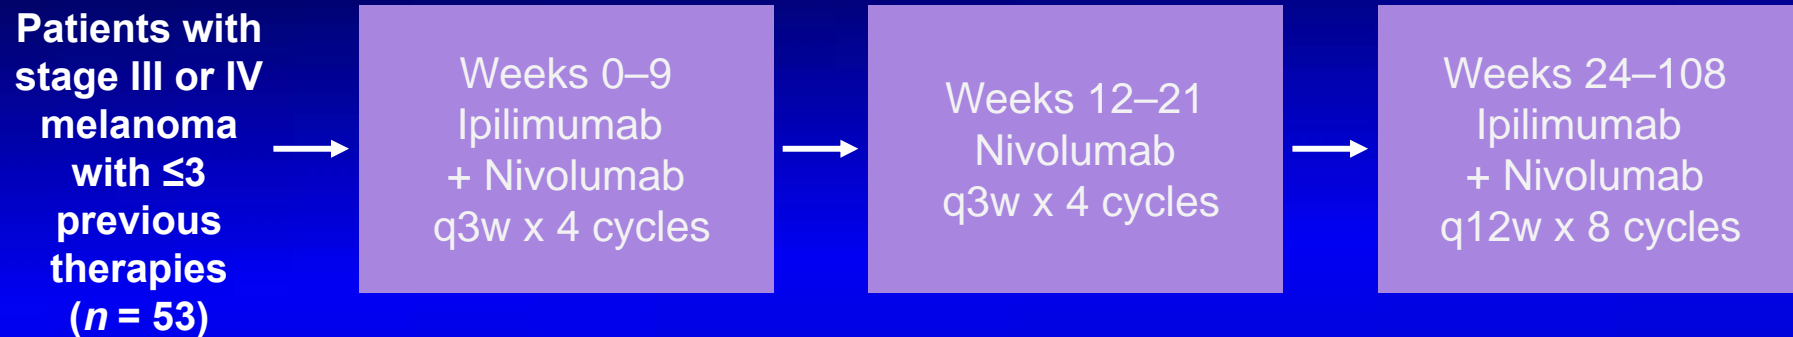 Patients with
stage III or IV
melanoma
with ≤3
previous
therapies
(n = 53)
Weeks 0–9
Ipilimumab
+ Nivolumab
q3w x 4 cycles
Weeks 12–21
Nivolumab
q3w x 4 cycles
Weeks 24–108
Ipilimumab
+ Nivolumab
q12w x 8 cycles